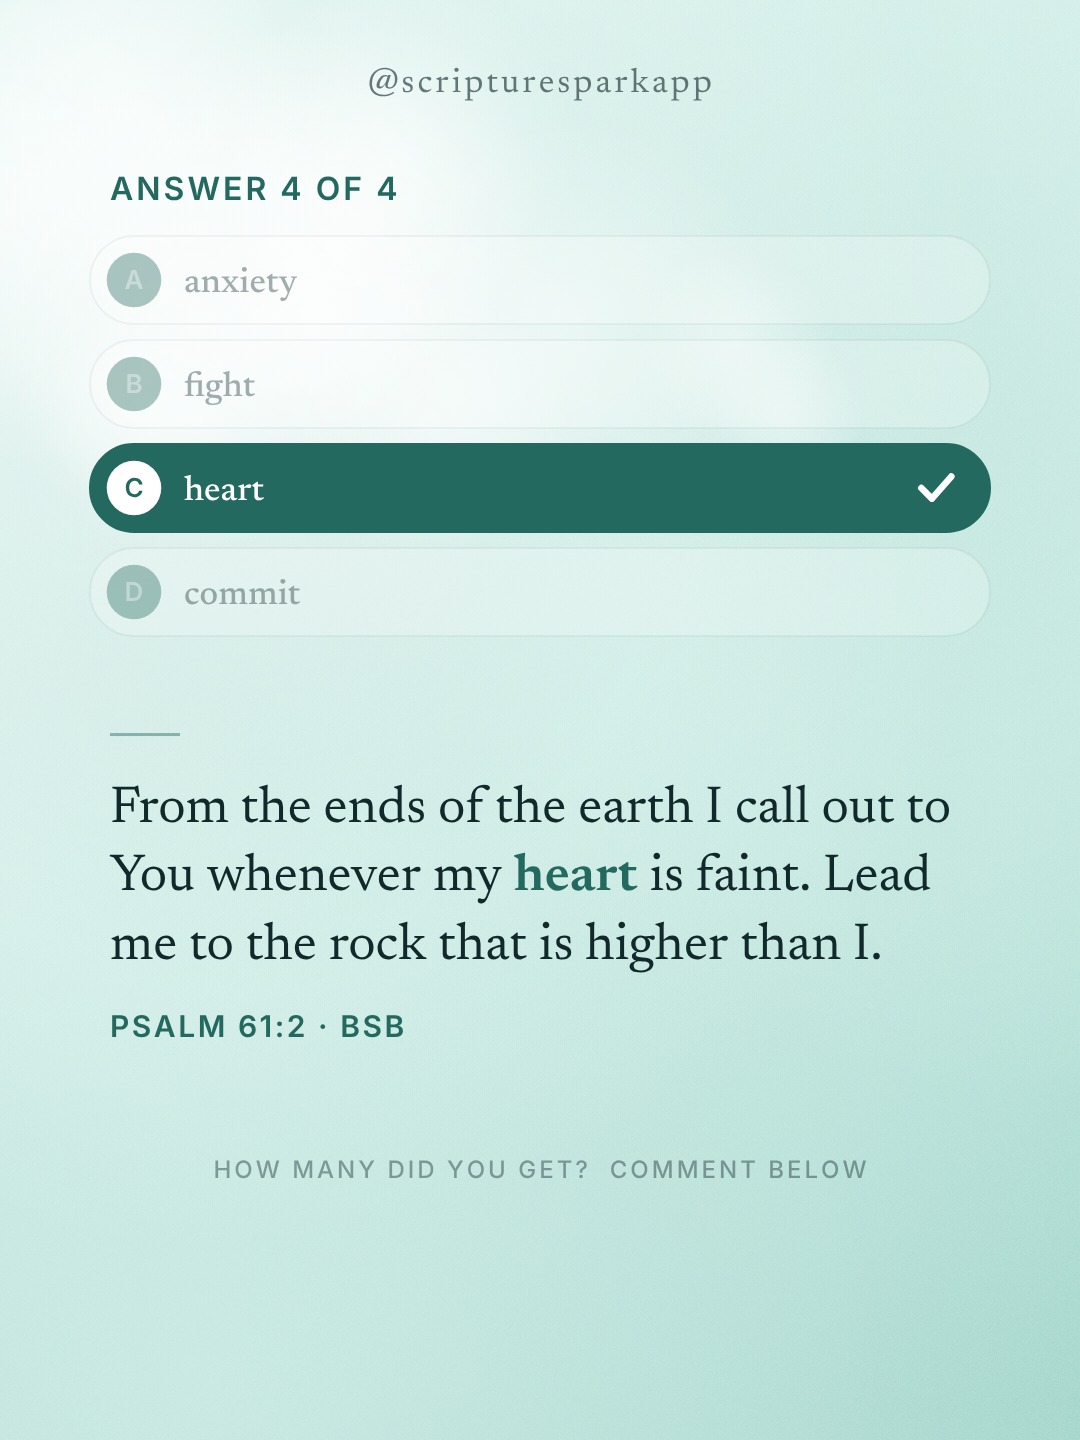 @scripturesparkapp
ANSWER 4 OF 4
A anxiety
B fight
C heart
D commit
From the ends of the earth I call out to
You whenever my heart is faint. Lead
me to the rock that is higher than I.
PSALM 61:2 · BSB
HOW MANY DID YOU GET? COMMENT BELOW